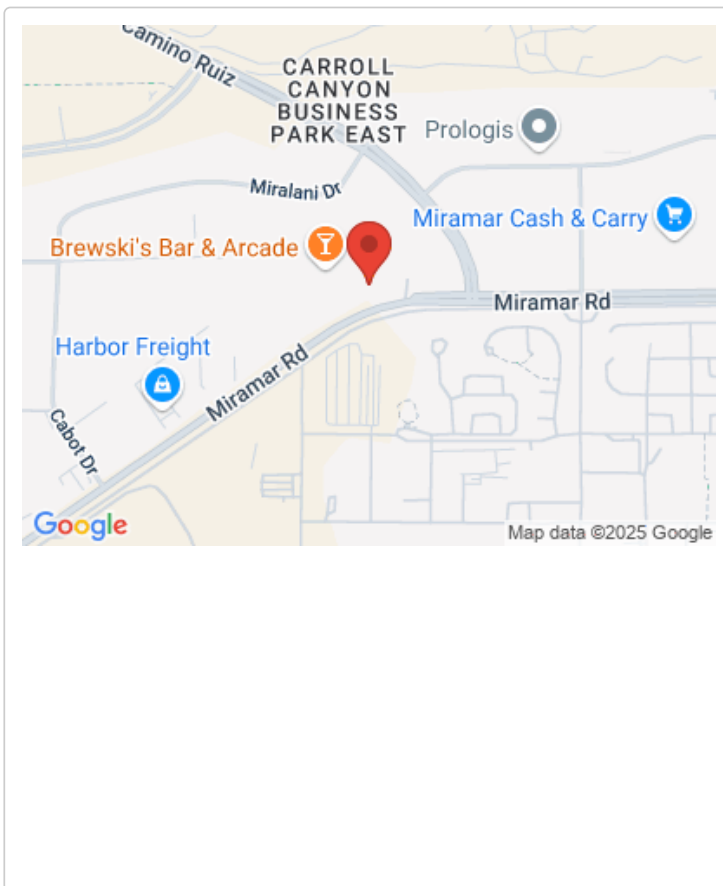 Camino Ruiz
CARROLL
CANYON
BUSINESS
PARK EAST
Prologis
Miralani Dr
Miramar Cash & Carry
Brewski's Bar & Arcade
Miramar Rd
Harbor Freight
Miramar Rd
Cabot Dr
Google
Map data ©2025 Google